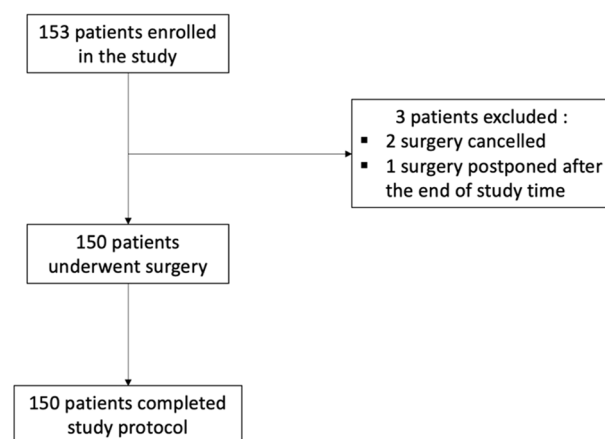 153 patients enrolled
in the study
3 patients excluded :
▪ 2 surgery cancelled
▪ 1 surgery postponed after
the end of study time
150 patients
underwent surgery
150 patients completed
study protocol